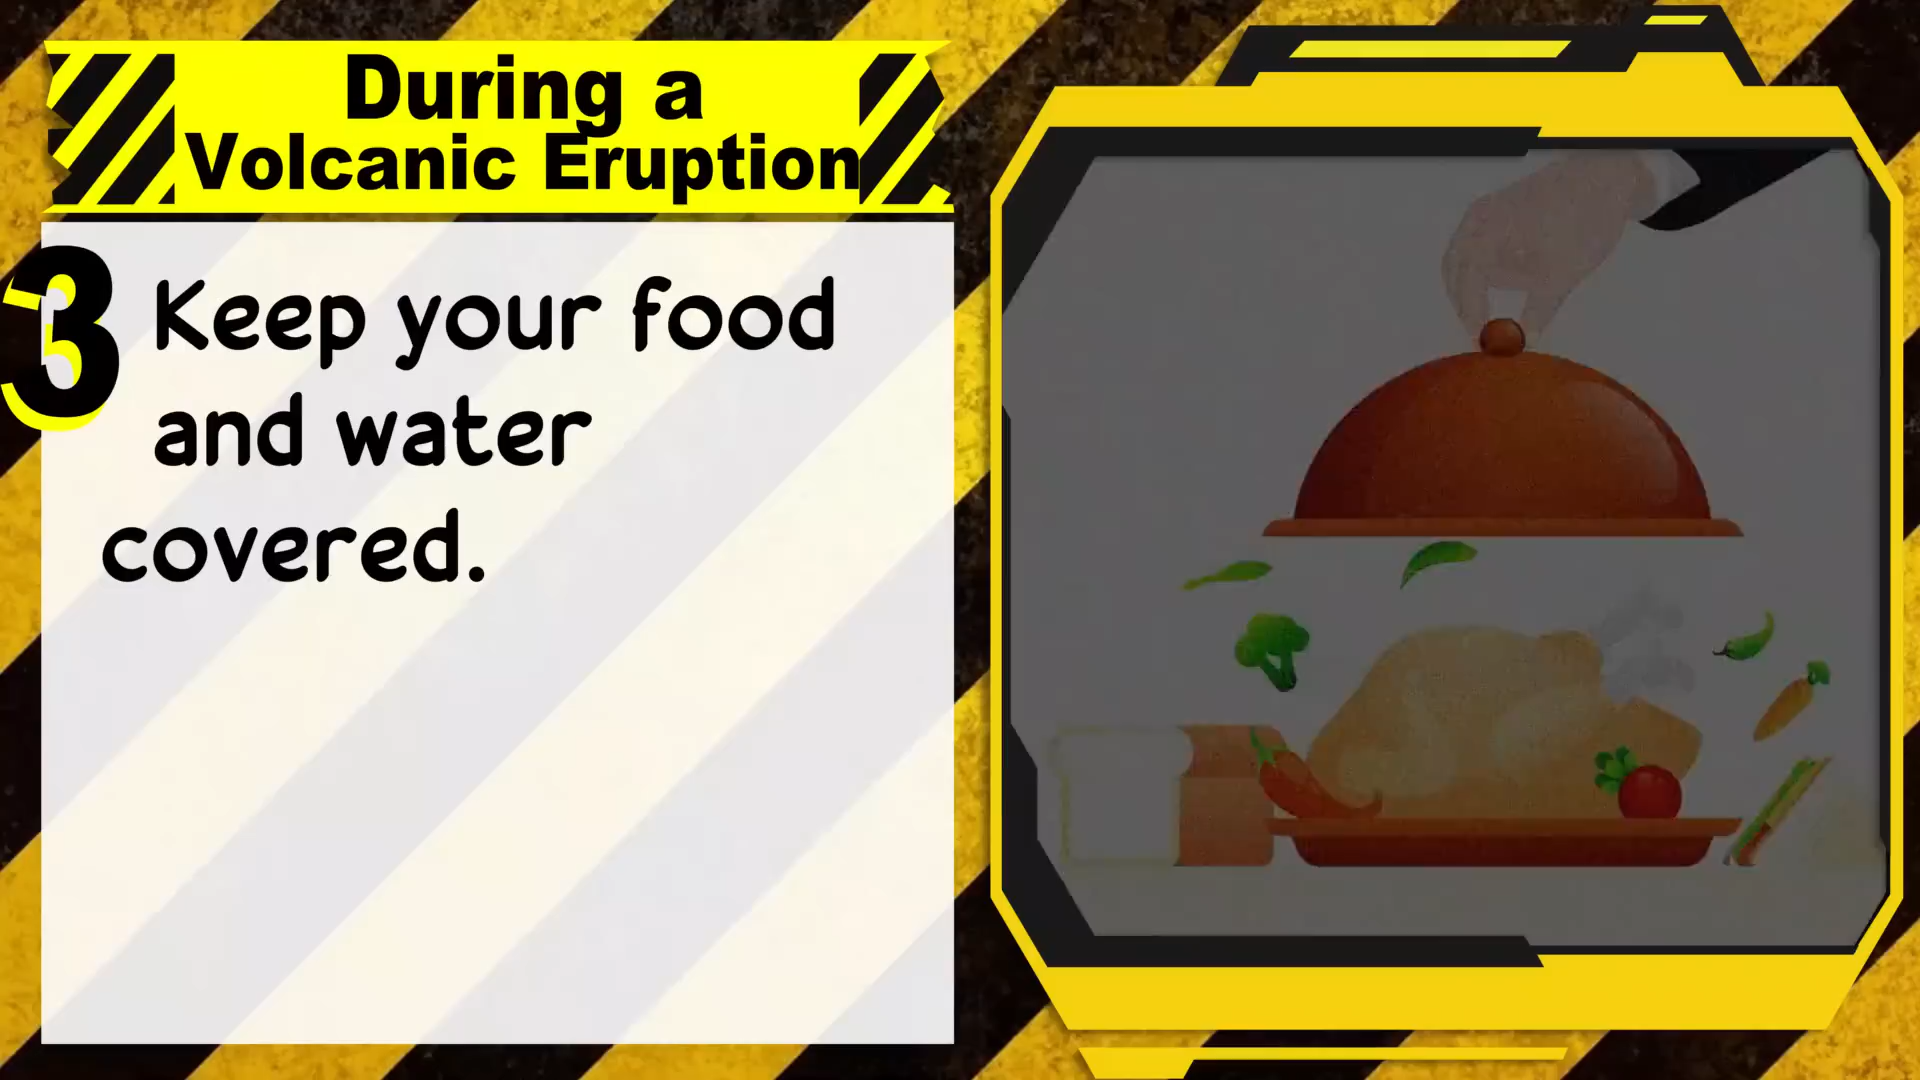 During a
Volcanic Eruption
3 Keep your food
and water
covered.